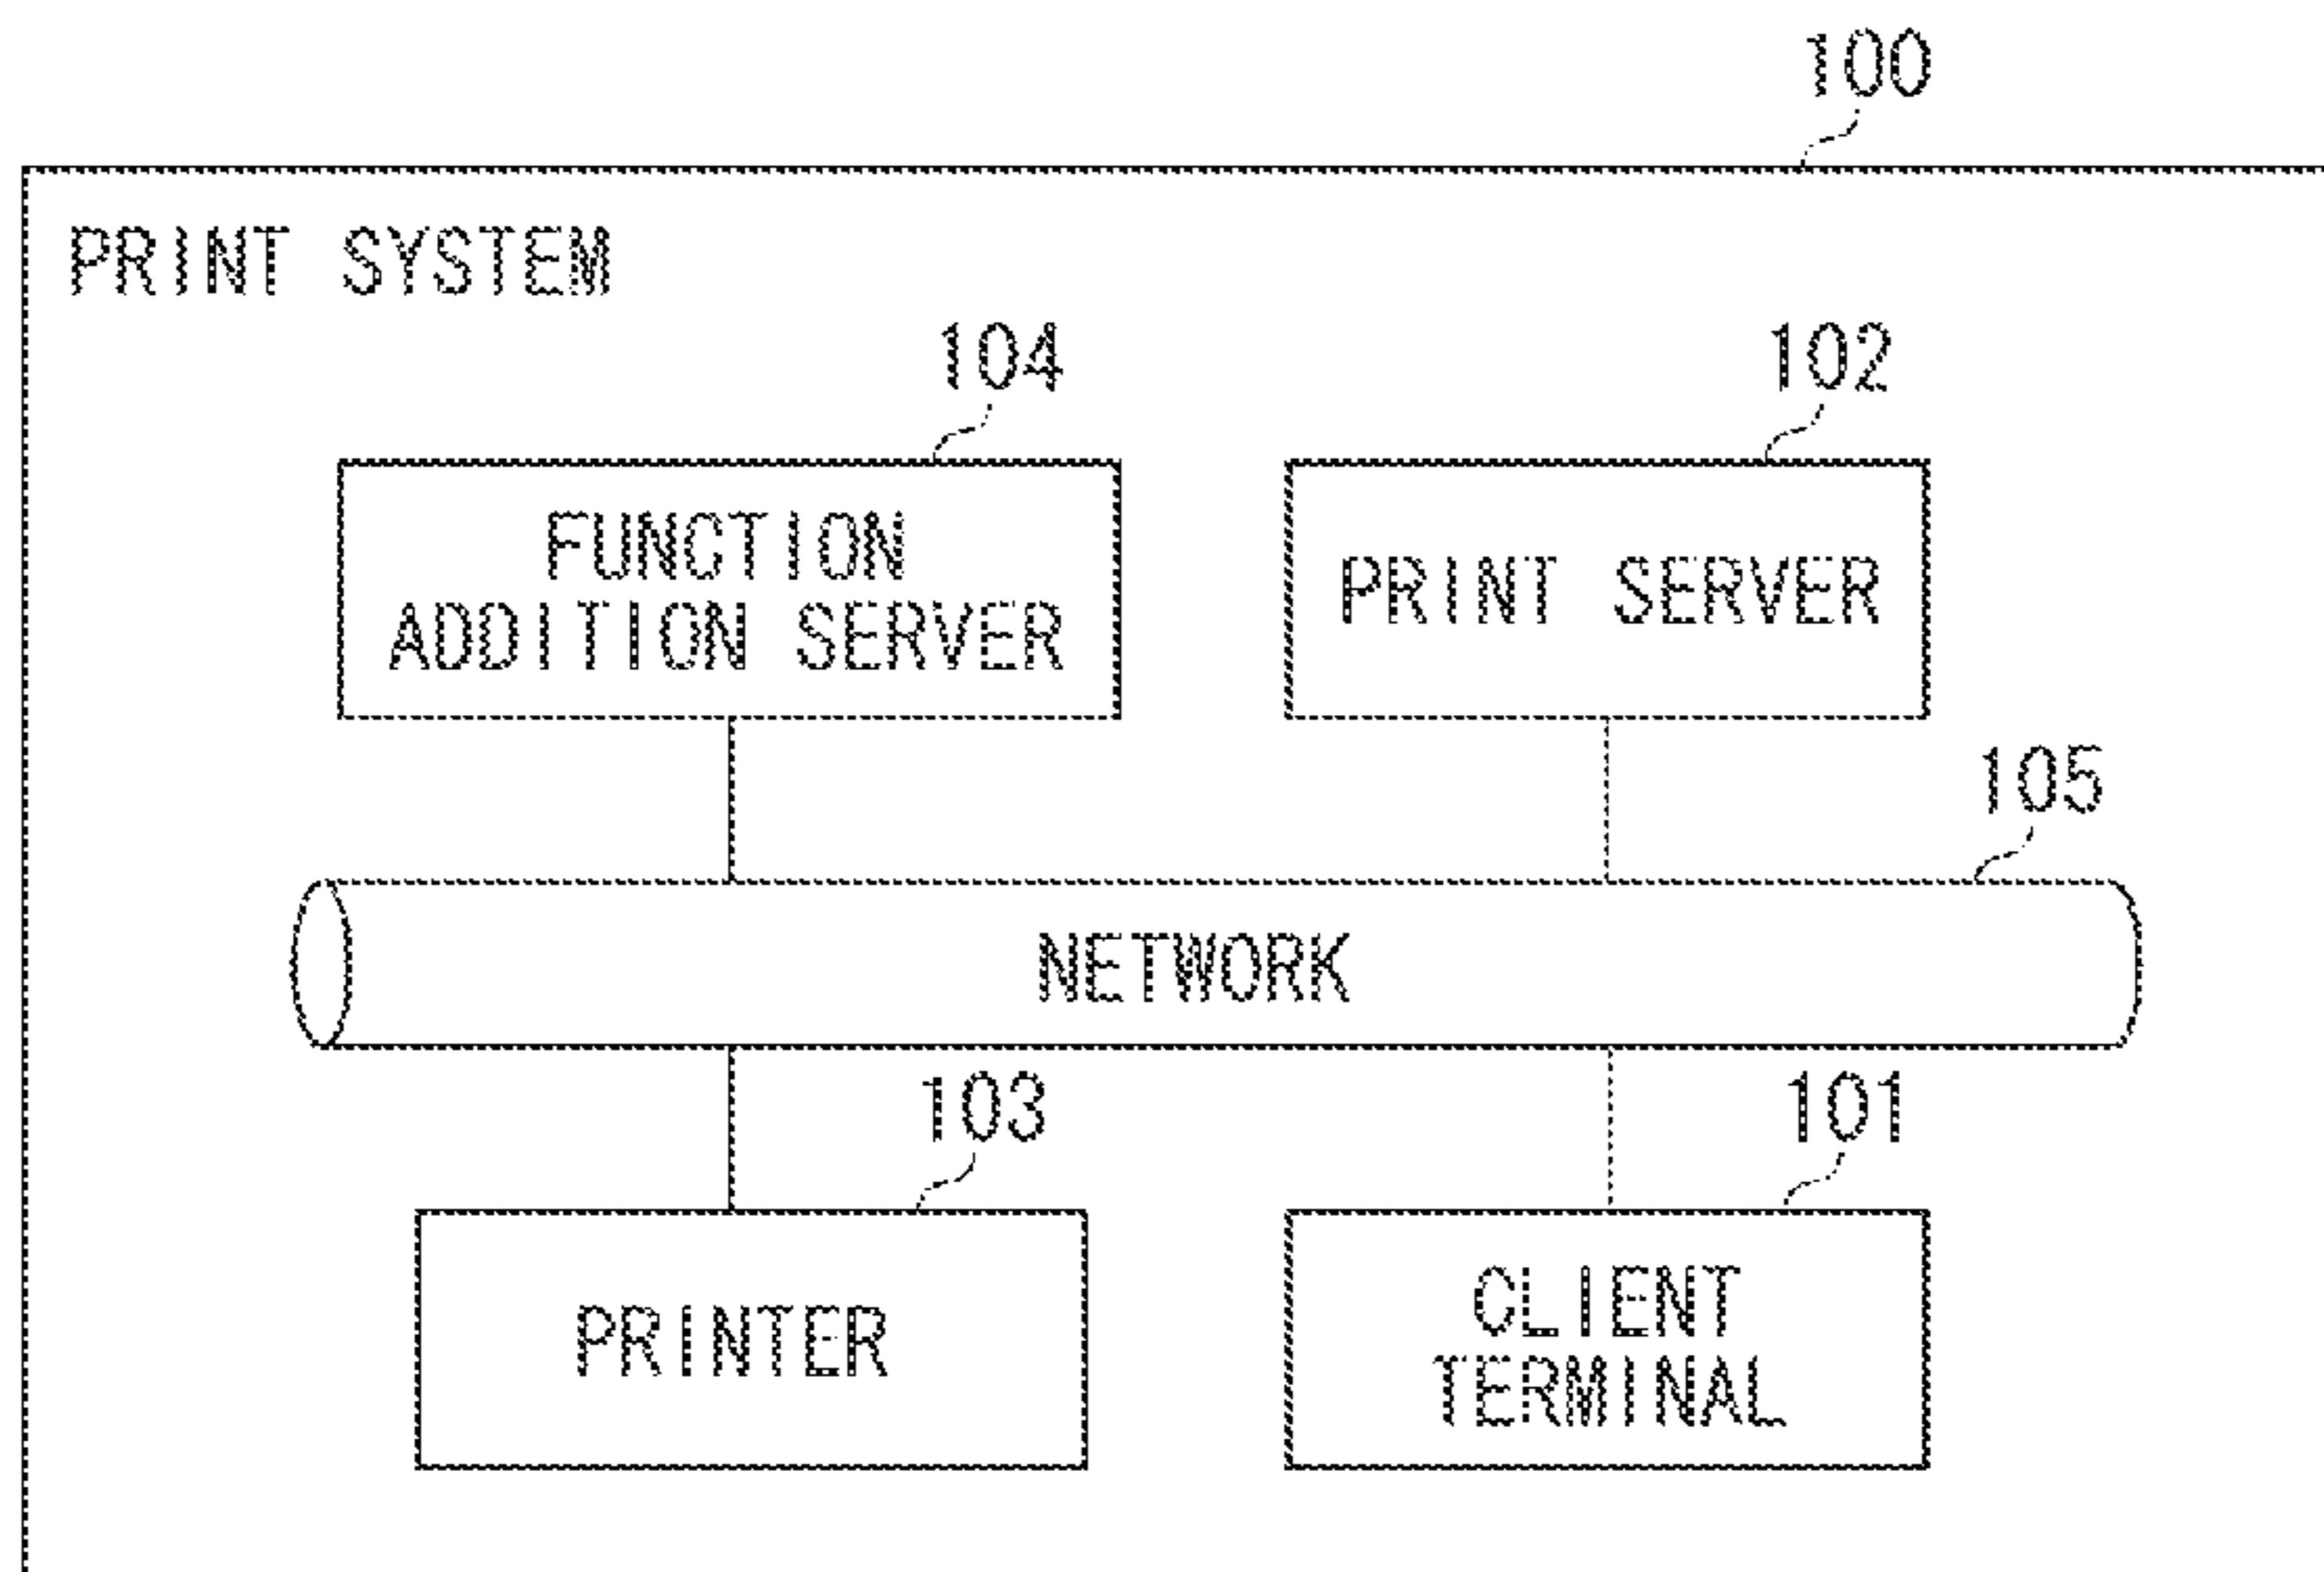 100
PRINT SYSTEM
104
102
FUNCTION
ADDITION SERVER
PRINT SERVER
105
NETWORK
103
101
PRINTER
CLIENT
TERMINAL